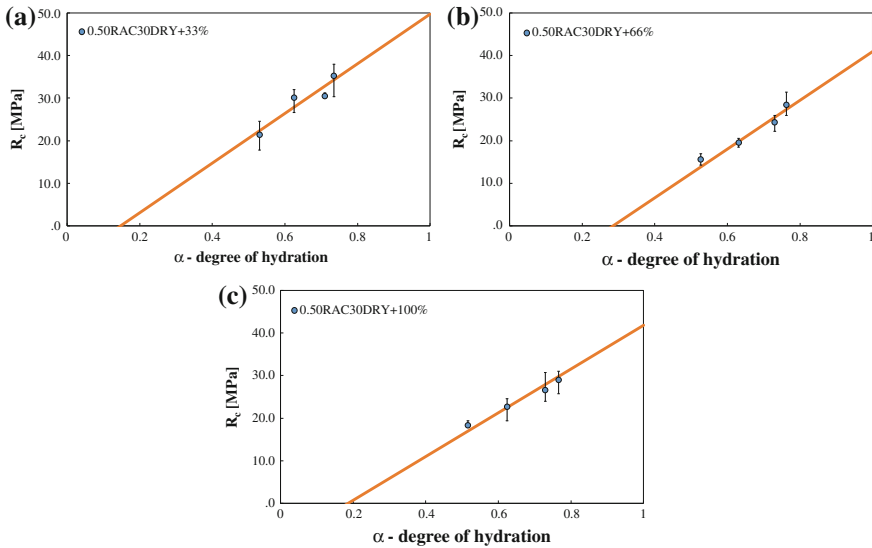 (a)
0.50RAC30DRY+33%
50.0
40.0
30.0
20.0
10.0
.0
R_c [MPa]
0 0.2 0.4 0.6 0.8 1
α - degree of hydration
(b)
0.50RAC30DRY+66%
50.0
40.0
30.0
20.0
10.0
.0
R_c [MPa]
0 0.2 0.4 0.6 0.8 1
α - degree of hydration
(c)
0.50RAC30DRY+100%
50.0
40.0
30.0
20.0
10.0
.0
R_c [MPa]
0 0.2 0.4 0.6 0.8 1
α - degree of hydration